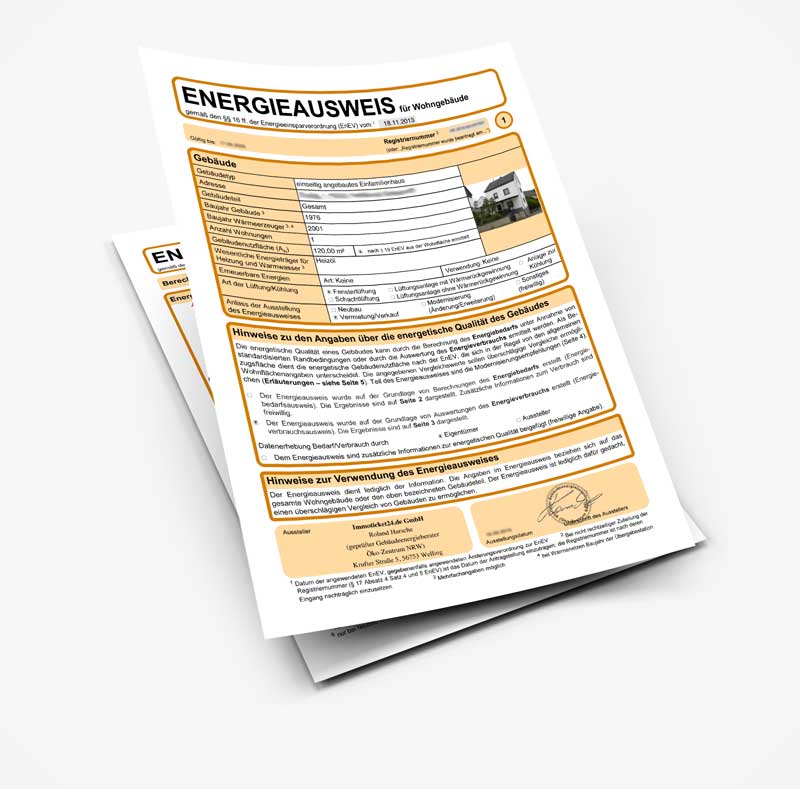 ENERGIEAUSWEIS für Wohngebäude
gemäß den §§ 16 ff. der Energieeinsparverordnung (EnEV) vom ¹ 18.11.2013
Gültig bis:
Registriernummer ²
(oder: „Registriernummer wurde beantragt am...“)
1
Gebäude
Gebäudetyp einseitig angebautes Einfamilienhaus
Adresse
Gebäudeteil Gesamt
Baujahr Gebäude ³ 1976
Baujahr Wärmeerzeuger ³˒ ⁴ 2001
Anzahl Wohnungen 1
Gebäudenutzfläche (A_N) 120,00 m² nach § 19 EnEV aus der Wohnfläche ermittelt
Wesentliche Energieträger für Heizöl
Heizung und Warmwasser ³
Erneuerbare Energien Art: Keine Verwendung: Keine
Art der Lüftung/Kühlung Fensterlüftung Lüftungsanlage mit Wärmerückgewinnung Anlage zur
Schachtlüftung Lüftungsanlage ohne Wärmerückgewinnung Kühlung
Anlass der Ausstellung Neubau Modernisierung Sonstiges
des Energieausweises Vermietung/Verkauf (Änderung/Erweiterung) (freiwillig)
Hinweise zu den Angaben über die energetische Qualität des Gebäudes
Die energetische Qualität eines Gebäudes kann durch die Berechnung des Energiebedarfs unter Annahme von
standardisierten Randbedingungen oder durch die Auswertung des Energieverbrauchs ermittelt werden. Als Be-
zugsfläche dient die energetische Gebäudenutzfläche nach der EnEV, die sich in der Regel von den allgemeinen
Wohnflächenangaben unterscheidet. Die angegebenen Vergleichswerte sollen überschlägige Vergleiche ermögli-
chen (Erläuterungen – siehe Seite 5). Teil des Energieausweises sind die Modernisierungsempfehlungen (Seite 4).
Der Energieausweis wurde auf der Grundlage von Berechnungen des Energiebedarfs erstellt (Energie-
bedarfsausweis). Die Ergebnisse sind auf Seite 2 dargestellt. Zusätzliche Informationen zum Verbrauch sind
freiwillig.
Der Energieausweis wurde auf der Grundlage von Auswertungen des Energieverbrauchs erstellt (Energie-
verbrauchsausweis). Die Ergebnisse sind auf Seite 3 dargestellt.
Datenerhebung Bedarf/Verbrauch durch Eigentümer Aussteller
Dem Energieausweis sind zusätzliche Informationen zur energetischen Qualität beigefügt (freiwillige Angabe)
Hinweise zur Verwendung des Energieausweises
Der Energieausweis dient lediglich der Information. Die Angaben im Energieausweis beziehen sich auf das
gesamte Wohngebäude oder den oben bezeichneten Gebäudeteil. Der Energieausweis ist lediglich dafür gedacht,
einen überschlägigen Vergleich von Gebäuden zu ermöglichen.
Aussteller
Immoticket24.de GmbH
Roland Harsche
(geprüfter Gebäudeenergieberater
Öko-Zentrum NRW)
Krufter Straße 5, 56753 Welling
Ausstellungsdatum
Unterschrift des Ausstellers
¹ Datum der angewendeten EnEV, gegebenenfalls angewendeten Änderungsverordnung zur EnEV ² Bei nicht rechtzeitiger Zuteilung der
Registriernummer (§ 17 Absatz 4 Satz 4 und 5 EnEV) ist das Datum der Antragstellung einzutragen; die Registriernummer ist nach deren
Eingang nachträglich einzusetzen. ³ Mehrfachangaben möglich ⁴ bei Wärmenetzen Baujahr der Übergabestation
EN
gemäß de
Berec
Energ